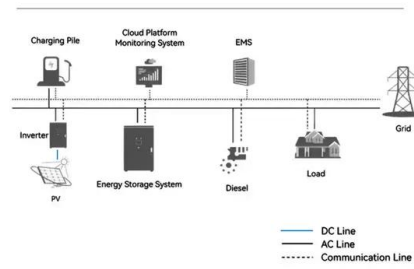 Charging Pile
Cloud Platform
Monitoring System
EMS
Grid
Inverter
PV
Energy Storage System
Diesel
Load
DC Line
AC Line
Communication Line